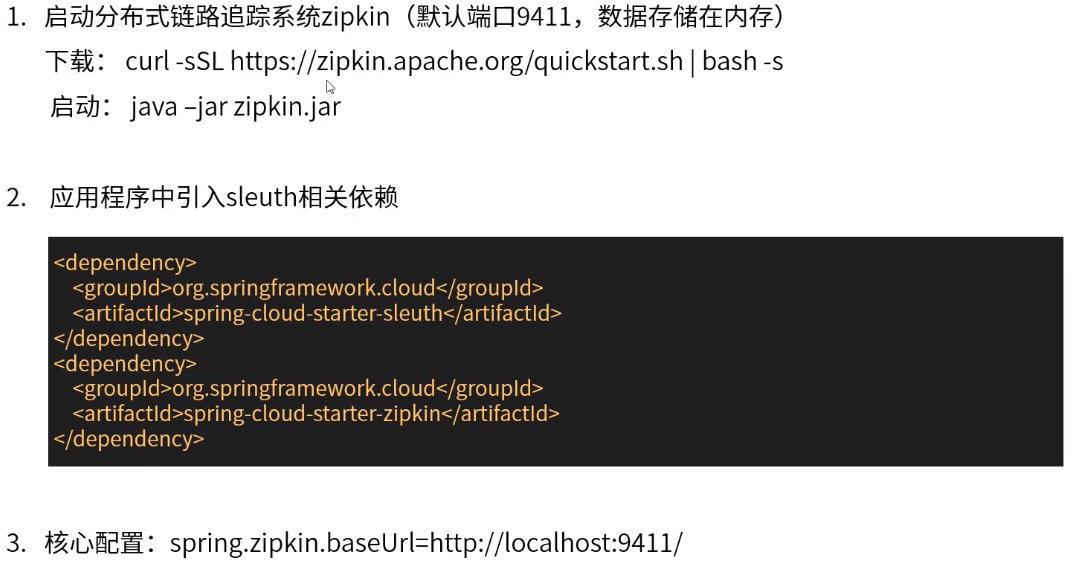 1. 启动分布式链路追踪系统zipkin（默认端口9411，数据存储在内存）
下载： curl -sSL https://zipkin.apache.org/quickstart.sh | bash -s
启动： java –jar zipkin.jar
2. 应用程序中引入sleuth相关依赖
<dependency>
<groupId>org.springframework.cloud</groupId>
<artifactId>spring-cloud-starter-sleuth</artifactId>
</dependency>
<dependency>
<groupId>org.springframework.cloud</groupId>
<artifactId>spring-cloud-starter-zipkin</artifactId>
</dependency>
3. 核心配置：spring.zipkin.baseUrl=http://localhost:9411/